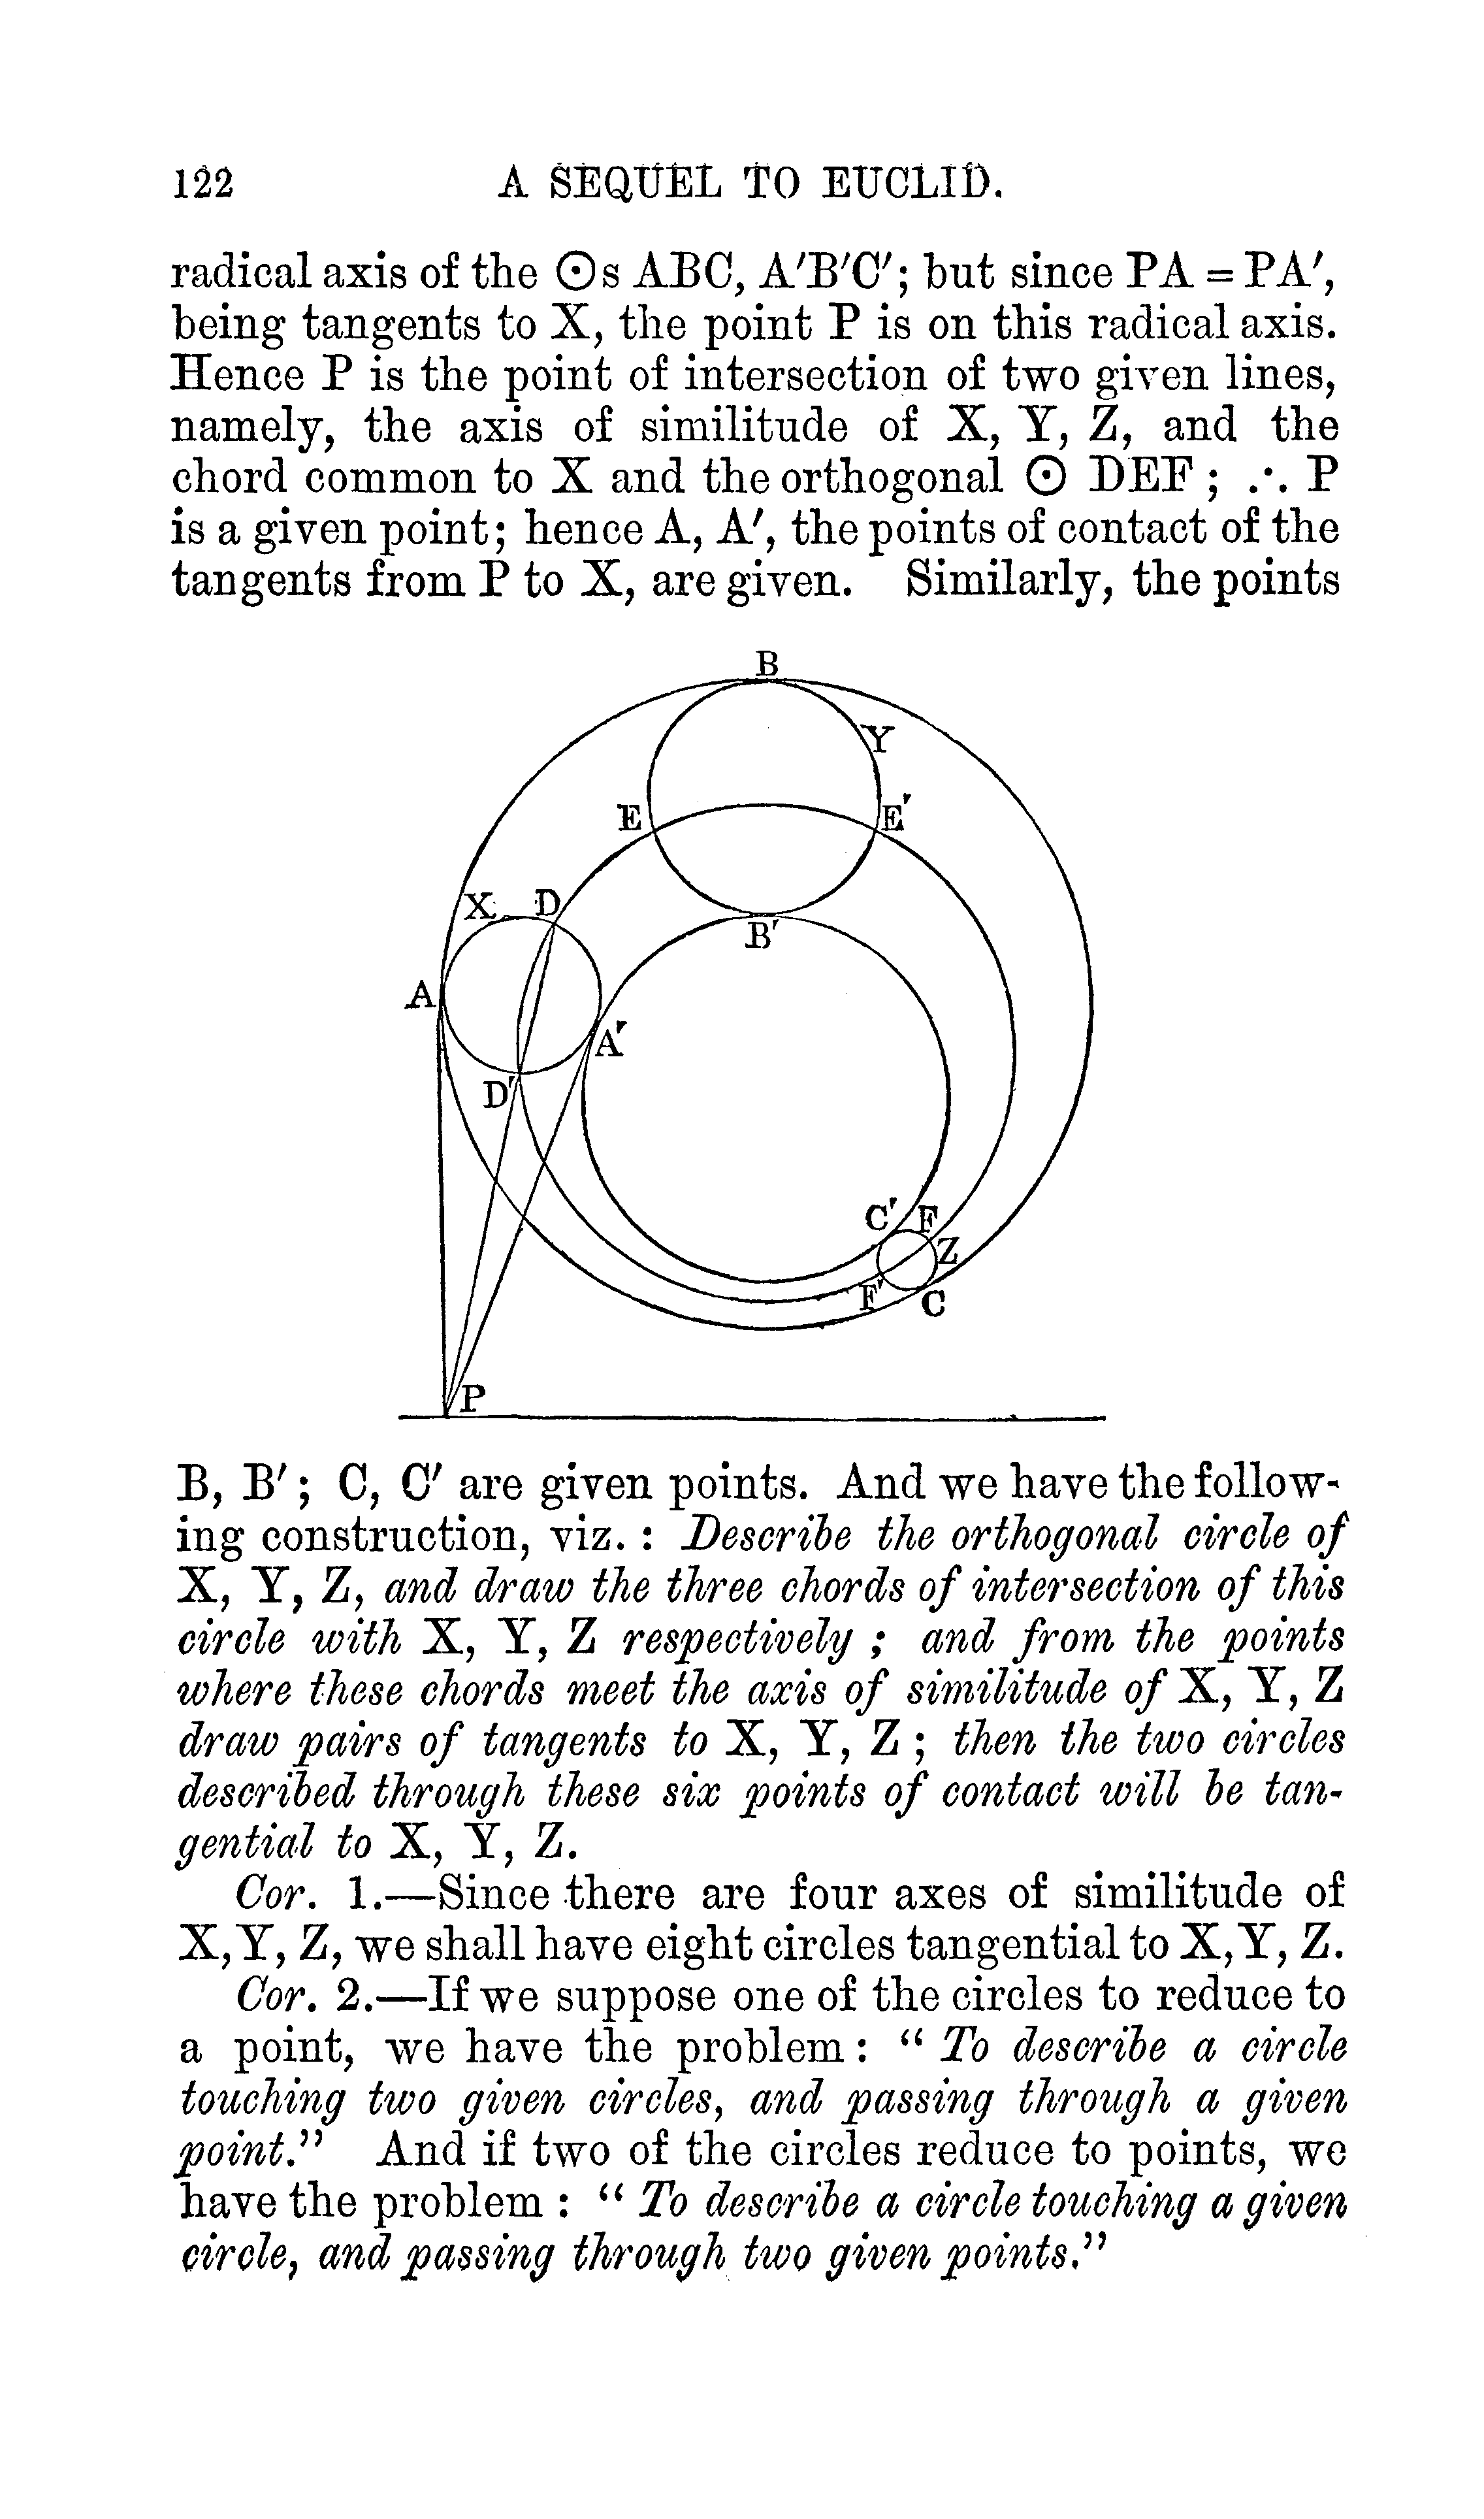 122 A SEQUEL TO EUCLID.
radical axis of the ⊙s ABC, A′B′C′; but since PA = PA′,
being tangents to X, the point P is on this radical axis.
Hence P is the point of intersection of two given lines,
namely, the axis of similitude of X, Y, Z, and the
chord common to X and the orthogonal ⊙ DEF; ∴ P
is a given point; hence A, A′, the points of contact of the
tangents from P to X, are given. Similarly, the points
B
Y
E E′
X D
B′
A
A′
D′
C′ F
Z
F′ C
P
B, B′; C, C′ are given points. And we have the follow-
ing construction, viz.: Describe the orthogonal circle of
X, Y, Z, and draw the three chords of intersection of this
circle with X, Y, Z respectively; and from the points
where these chords meet the axis of similitude of X, Y, Z
draw pairs of tangents to X, Y, Z; then the two circles
described through these six points of contact will be tan-
gential to X, Y, Z.
Cor. 1.—Since there are four axes of similitude of
X, Y, Z, we shall have eight circles tangential to X, Y, Z.
Cor. 2.—If we suppose one of the circles to reduce to
a point, we have the problem: “To describe a circle
touching two given circles, and passing through a given
point.” And if two of the circles reduce to points, we
have the problem: “To describe a circle touching a given
circle, and passing through two given points.”